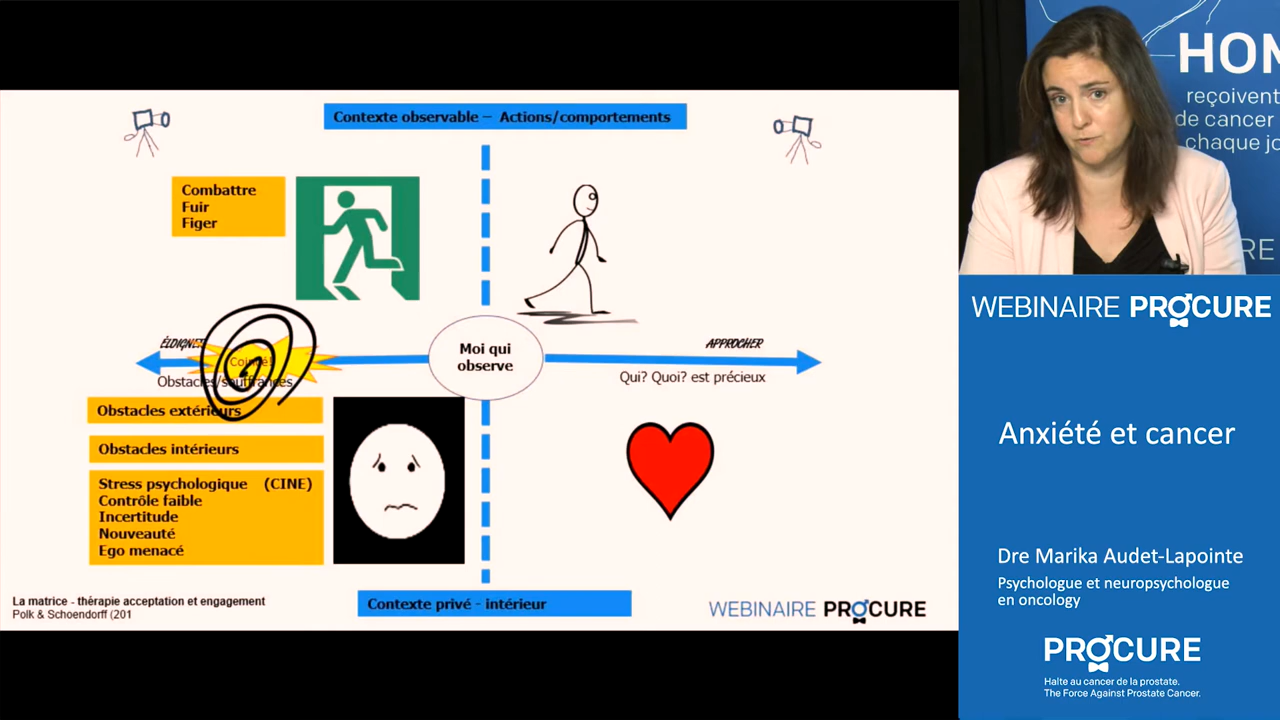 Contexte observable – Actions/comportements
Combattre
Fuir
Figer
APPROCHER
Moi qui
observe
Qui? Quoi? est précieux
Obstacles/souffrances
Obstacles extérieurs
Obstacles intérieurs
Stress psychologique (CINE)
Contrôle faible
Incertitude
Nouveauté
Ego menacé
Contexte privé - intérieur
La matrice - thérapie acceptation et engagement
Polk & Schoendorff (201
WEBINAIRE PROCURE
HOM
reçoivent
de cancer
chaque jo
RE
WEBINAIRE PROCURE
Anxiété et cancer
Dre Marika Audet-Lapointe
Psychologue et neuropsychologue
en oncology
PROCURE
Halte au cancer de la prostate.
The Force Against Prostate Cancer.